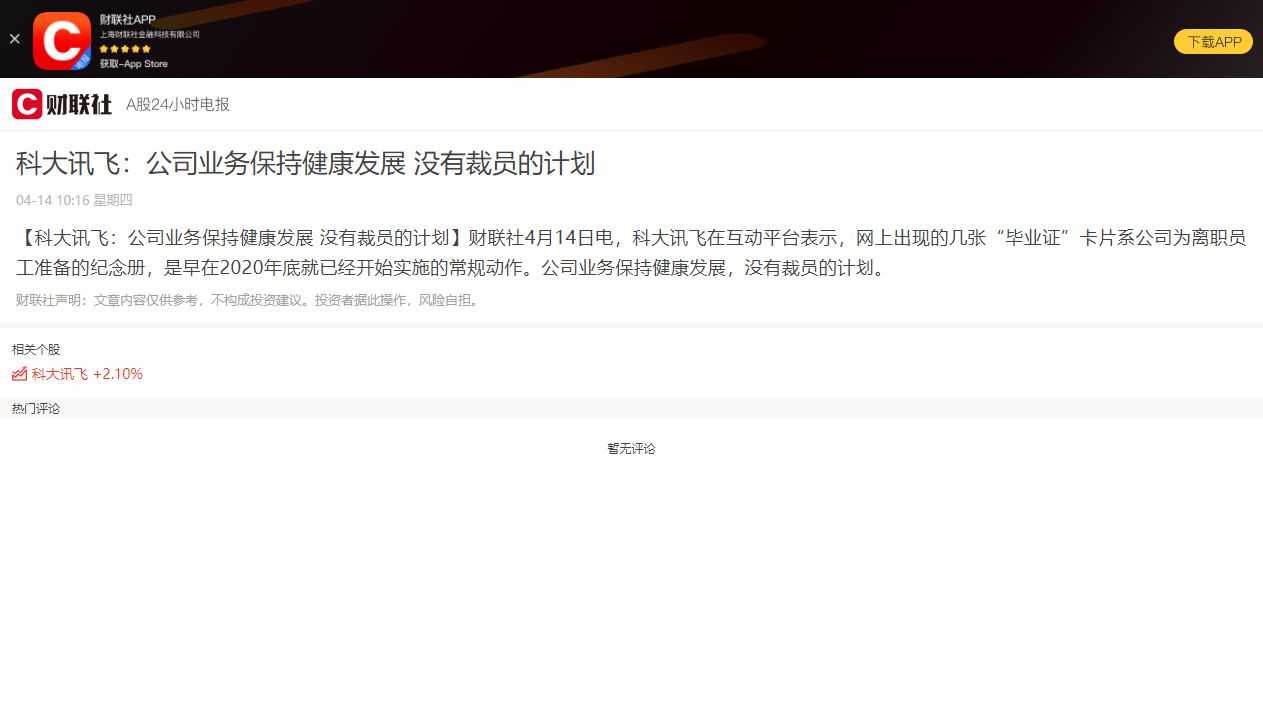 财联社APP
上海财联社金融科技有限公司
获取-App Store
下载APP
财联社 A股24小时电报
科大讯飞：公司业务保持健康发展 没有裁员的计划
04-14 10:16 星期四
【科大讯飞：公司业务保持健康发展 没有裁员的计划】财联社4月14日电，科大讯飞在互动平台表示，网上出现的几张“毕业证”卡片系公司为离职员
工准备的纪念册，是早在2020年底就已经开始实施的常规动作。公司业务保持健康发展，没有裁员的计划。
财联社声明：文章内容仅供参考，不构成投资建议。投资者据此操作，风险自担。
相关个股
科大讯飞 +2.10%
热门评论
暂无评论